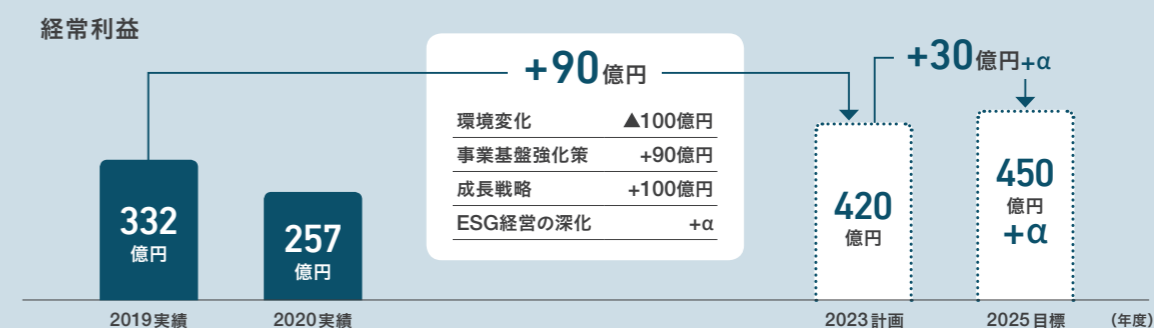 経常利益
+90億円
環境変化 ▲100億円
事業基盤強化策 +90億円
成長戦略 +100億円
ESG経営の深化 +α
+30億円+α
332
億円
257
億円
420
億円
450
億円
+α
2019実績 2020実績 2023計画 2025目標 (年度)